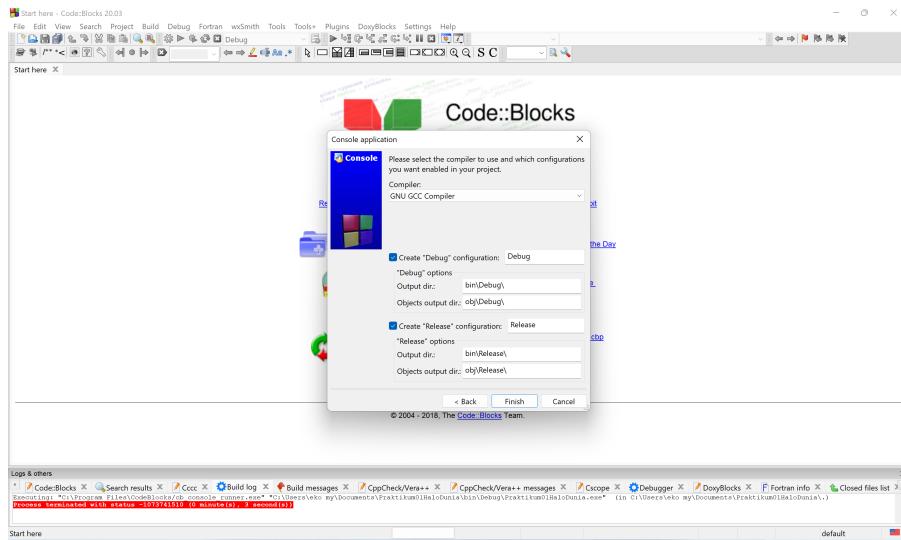 Start here - Code::Blocks 20.03
File Edit View Search Project Build Debug Fortran wxSmith Tools Tools+ Plugins DoxyBlocks Settings Help
Debug
Start here
Code::Blocks
Console application
Console
Please select the compiler to use and which configurations
you want enabled in your project.
Compiler:
GNU GCC Compiler
Re
the Day
Create "Debug" configuration: Debug
"Debug" options
Output dir.: bin\Debug\
Objects output dir.: obj\Debug\
Create "Release" configuration: Release
"Release" options
cbp
Output dir.: bin\Release\
Objects output dir.: obj\Release\
< Back Finish Cancel
© 2004 - 2018, The Code::Blocks Team.
Logs & others
Code::Blocks Search results Cccc Build log Build messages CppCheck/Vera++ CppCheck/Vera++ messages Cscope Debugger DoxyBlocks Fortran info Closed files list
Executing: "C:\Program Files\CodeBlocks/cb_console_runner.exe" "C:\Users\eko my\Documents\Praktikum01HaloDunia\bin\Debug\Praktikum01HaloDunia.exe" (in C:\Users\eko my\Documents\Praktikum01HaloDunia\.)
Process terminated with status -1073741510 (0 minute(s), 3 second(s))
Start here default